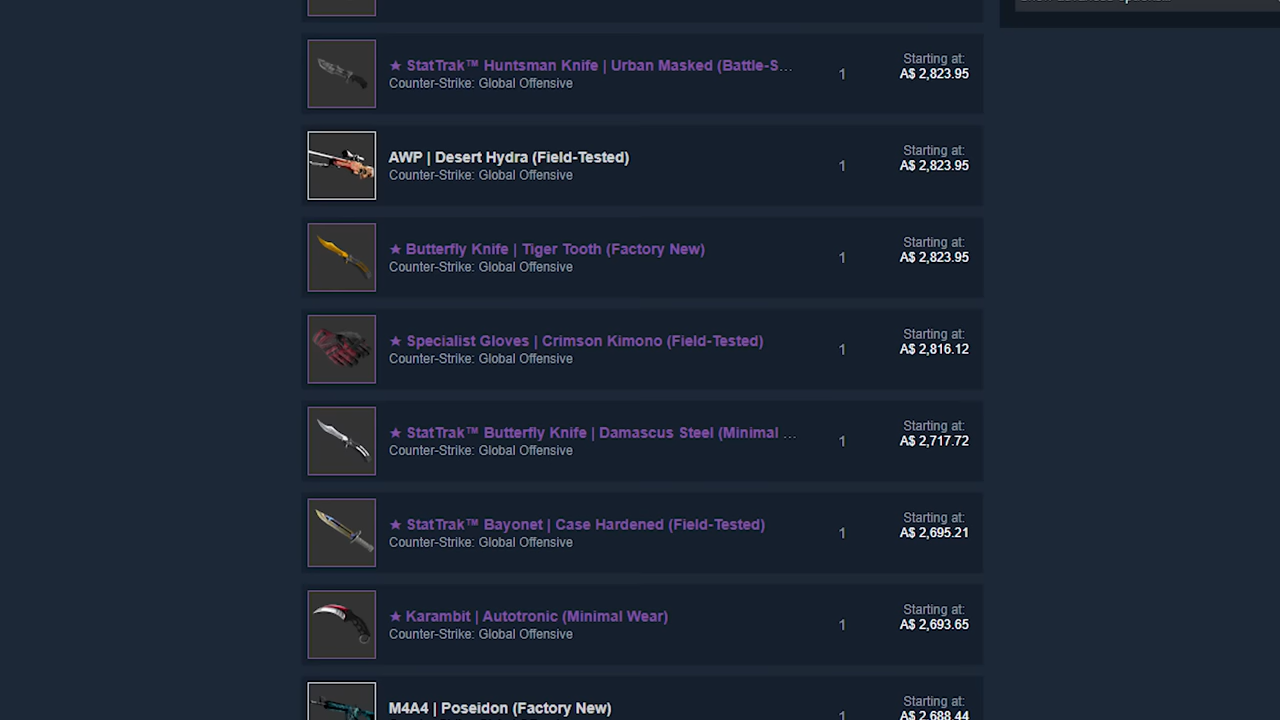 ★ StatTrak™ Huntsman Knife | Urban Masked (Battle-S...
Counter-Strike: Global Offensive
1
Starting at:
A$ 2,823.95
AWP | Desert Hydra (Field-Tested)
Counter-Strike: Global Offensive
1
Starting at:
A$ 2,823.95
★ Butterfly Knife | Tiger Tooth (Factory New)
Counter-Strike: Global Offensive
1
Starting at:
A$ 2,823.95
★ Specialist Gloves | Crimson Kimono (Field-Tested)
Counter-Strike: Global Offensive
1
Starting at:
A$ 2,816.12
★ StatTrak™ Butterfly Knife | Damascus Steel (Minimal ...
Counter-Strike: Global Offensive
1
Starting at:
A$ 2,717.72
★ StatTrak™ Bayonet | Case Hardened (Field-Tested)
Counter-Strike: Global Offensive
1
Starting at:
A$ 2,695.21
★ Karambit | Autotronic (Minimal Wear)
Counter-Strike: Global Offensive
1
Starting at:
A$ 2,693.65
M4A4 | Poseidon (Factory New)
1
Starting at:
A$ 2,688.44